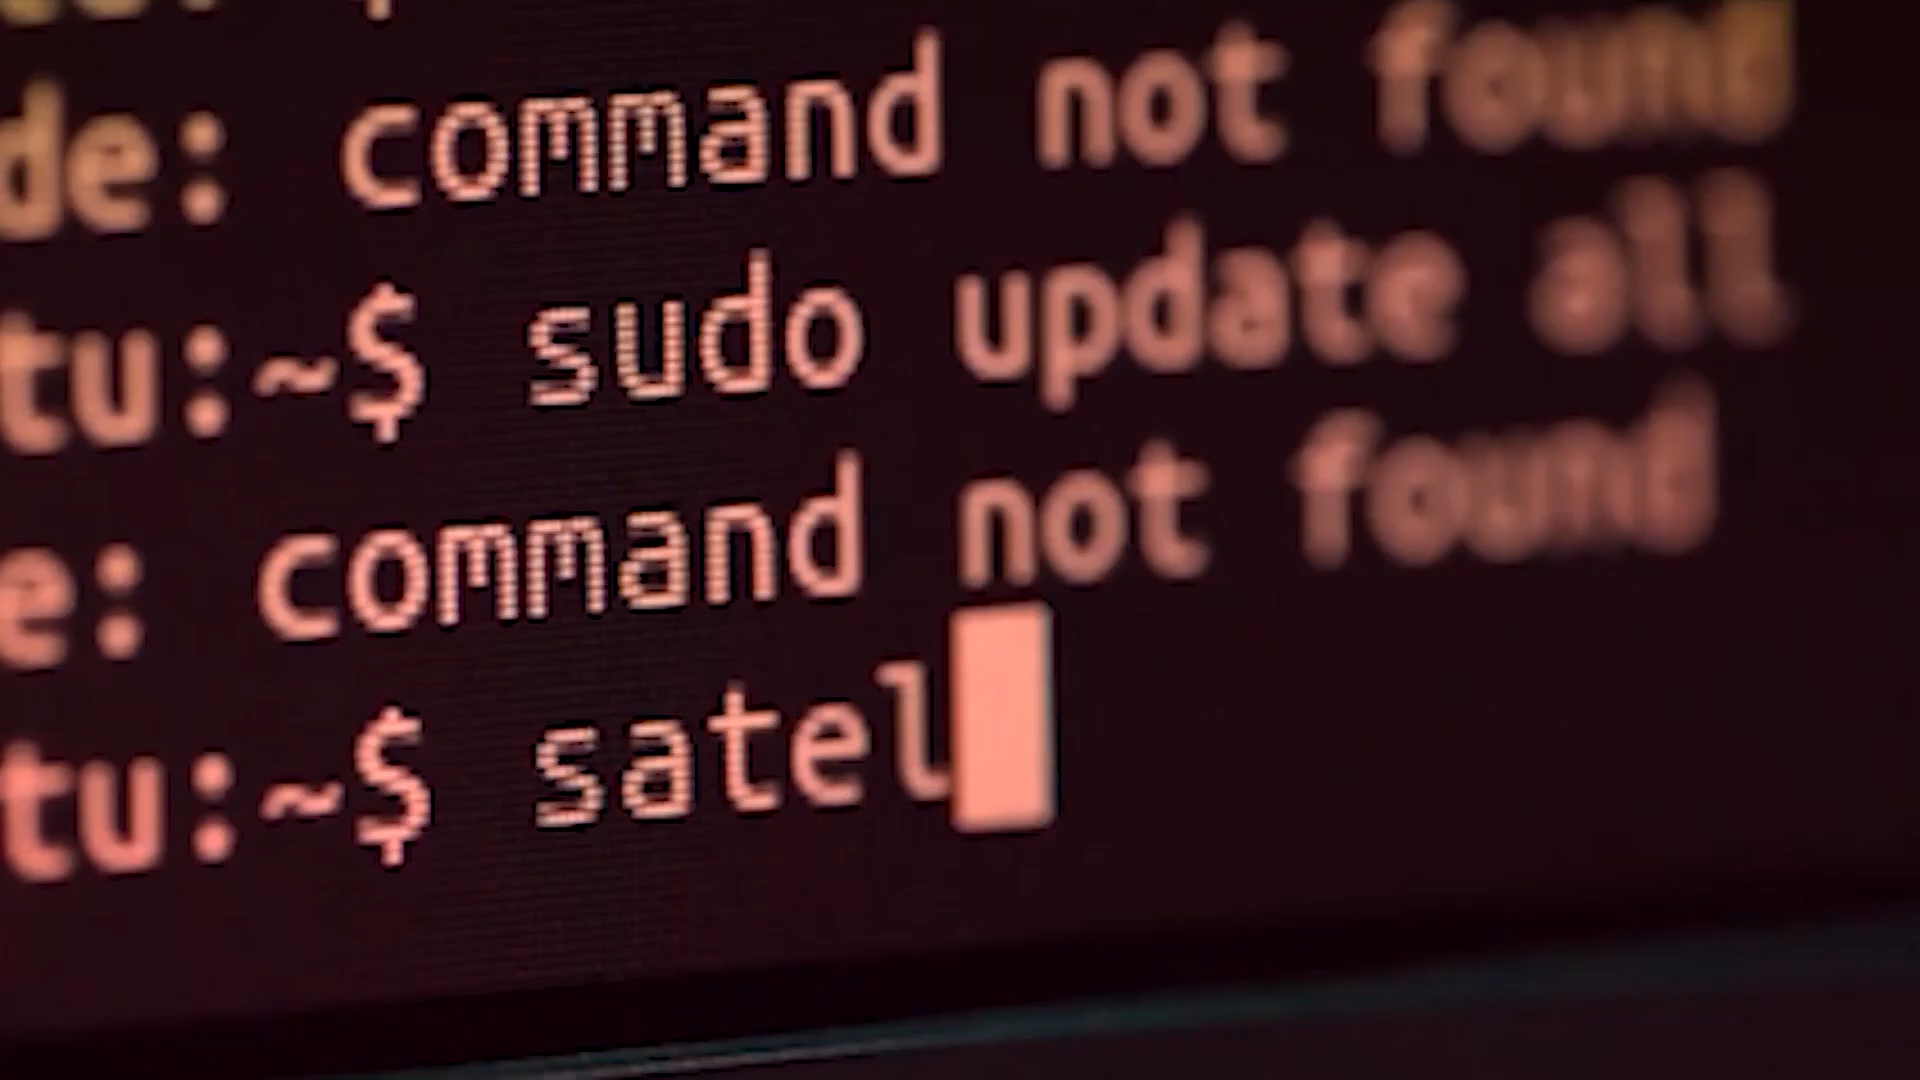 de: command not found
tu:~$ sudo update all
e: command not found
tu:~$ satel